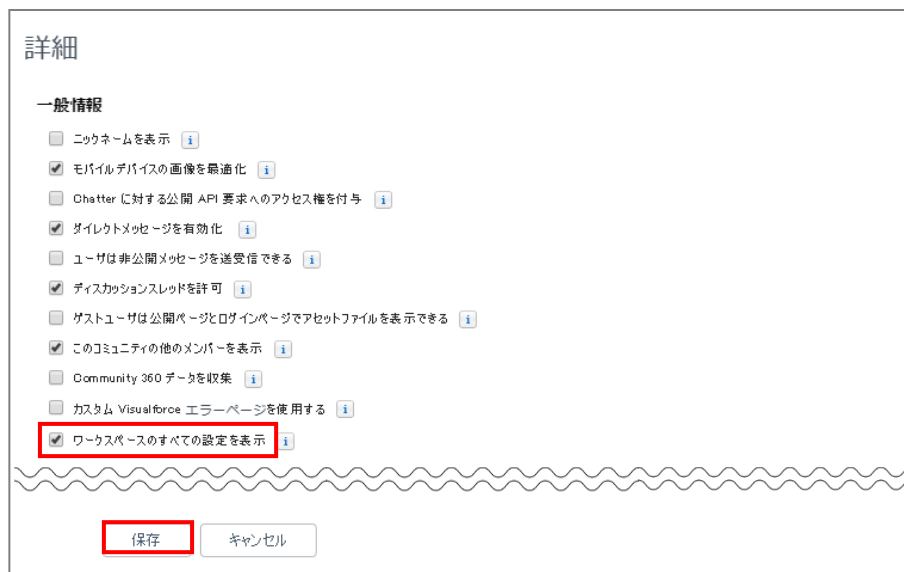 詳細
一般情報
ニックネームを表示 i
モバイルデバイスの画像を最適化 i
Chatter に対する公開 API 要求へのアクセス権を付与 i
ダイレクトメッセージを有効化 i
ユーザは非公開メッセージを送受信できる i
ディスカッションスレッドを許可 i
ゲストユーザは公開ページとログインページでアセットファイルを表示できる i
このコミュニティの他のメンバーを表示 i
Community 360 データを収集 i
カスタム Visualforce エラーページを使用する i
ワークスペースのすべての設定を表示 i
保存 キャンセル